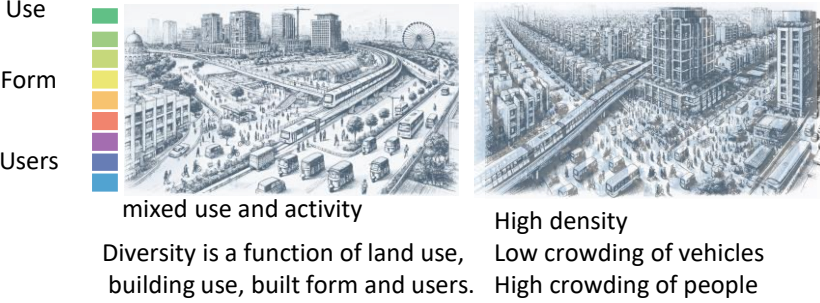 Use
Form
Users
mixed use and activity
Diversity is a function of land use,
building use, built form and users.
High density
Low crowding of vehicles
High crowding of people